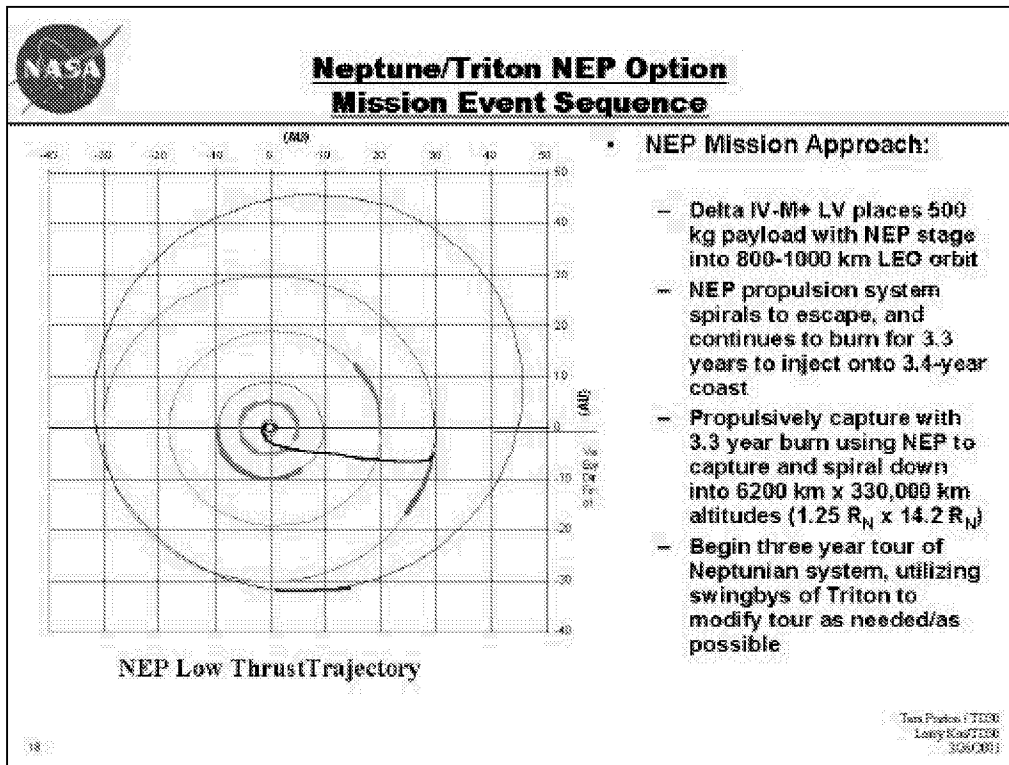 NASA
Neptune/Triton NEP Option
Mission Event Sequence
(AU)
-40 -30 -20 -10 0 10 20 30 40 50
50
40
30
20
10
0
-10
-20
-30
-40
(AU)
NEP Low ThrustTrajectory
• NEP Mission Approach:
– Delta IV-M+ LV places 500
kg payload with NEP stage
into 800-1000 km LEO orbit
– NEP propulsion system
spirals to escape, and
continues to burn for 3.3
years to inject onto 3.4-year
coast
– Propulsively capture with
3.3 year burn using NEP to
capture and spiral down
into 6200 km x 330,000 km
altitudes (1.25 R_N x 14.2 R_N)
– Begin three year tour of
Neptunian system, utilizing
swingbys of Triton to
modify tour as needed/as
possible
18